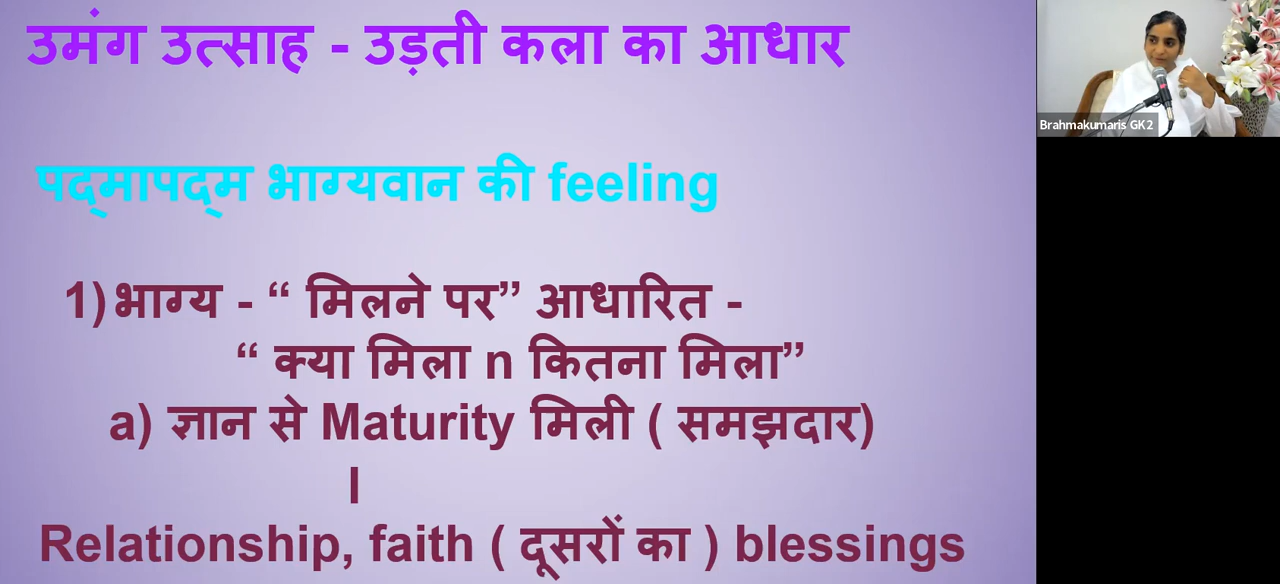 उमंग उत्साह - उड़ती कला का आधार
पद्मापद्म भाग्यवान की feeling
1) भाग्य - “ मिलने पर” आधारित -
“ क्या मिला n कितना मिला”
a) ज्ञान से Maturity मिली ( समझदार)
I
Relationship, faith ( दूसरों का ) blessings
Brahmakumaris GK2